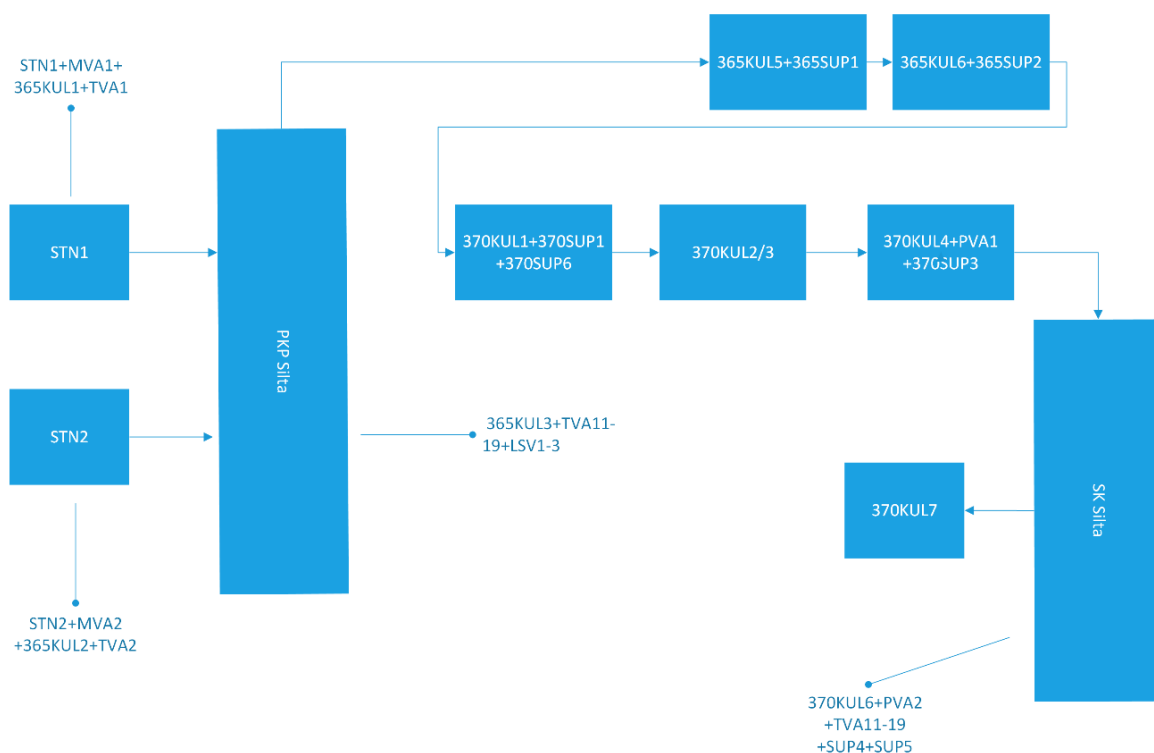 STN1+MVA1+
365KUL1+TVA1
365KUL5+365SUP1
365KUL6+365SUP2
STN1
PKP Silta
370KUL1+370SUP1
+370SUP6
370KUL2/3
370KUL4+PVA1
+370SUP3
STN2
365KUL3+TVA11-
19+LSV1-3
370KUL7
SK Silta
STN2+MVA2
+365KUL2+TVA2
370KUL6+PVA2
+TVA11-19
+SUP4+SUP5